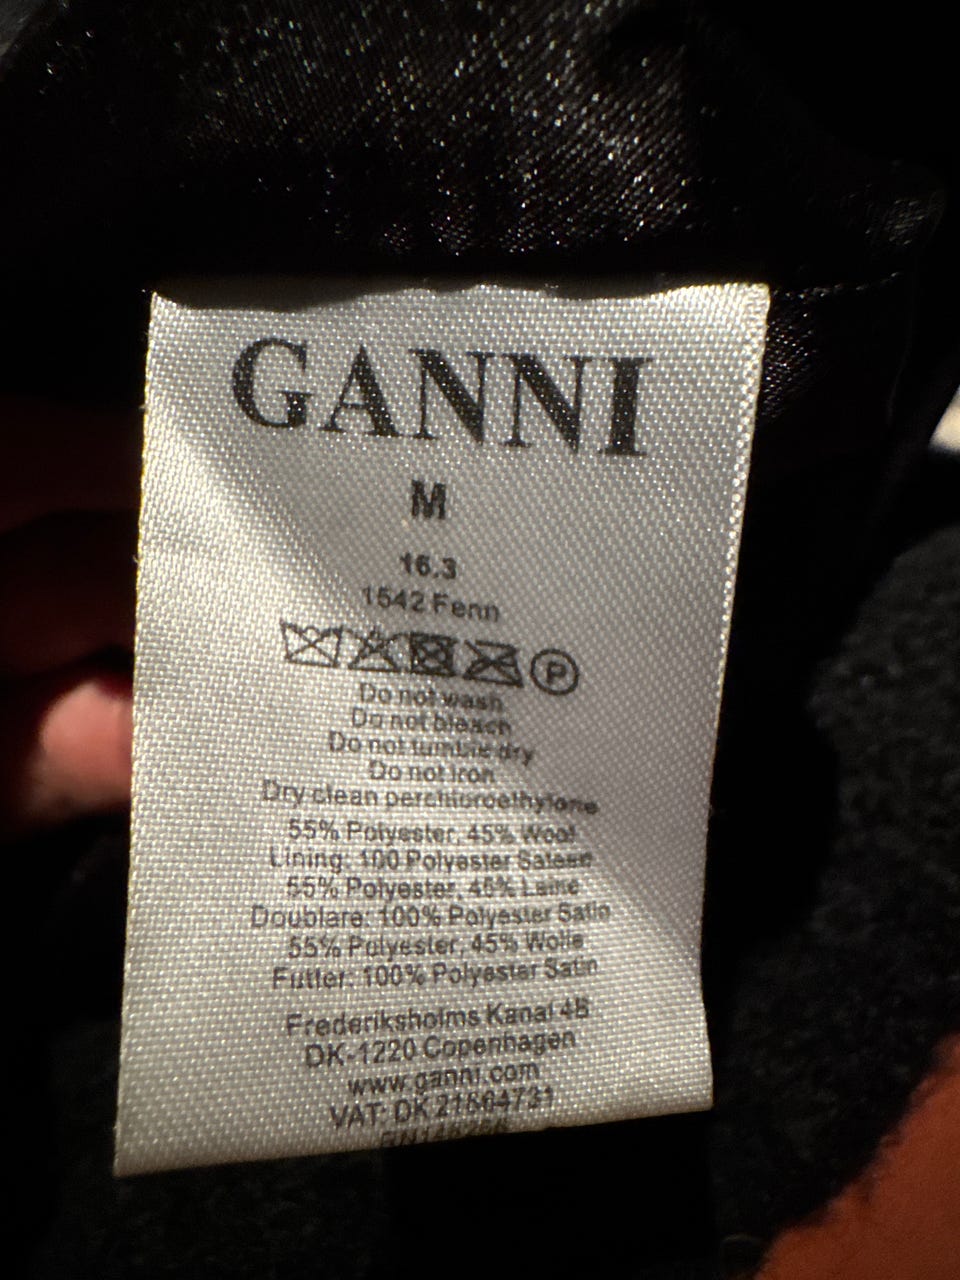 GANNI
M
16.3
1542 Fenn
P
Do not wash
Do not bleach
Do not tumble dry
Do not iron
Dry clean perchloroethylone
55% Polyester, 45% Wool
Lining: 100 Polyester Sateen
55% Polyester, 45% Laine
Doublare: 100% Polyester Satin
55% Polyester, 45% Wolle
Futter: 100% Polyester Satin
Frederiksholms Kanal 4B
DK-1220 Copenhagen
www.ganni.com
VAT: DK 21864731